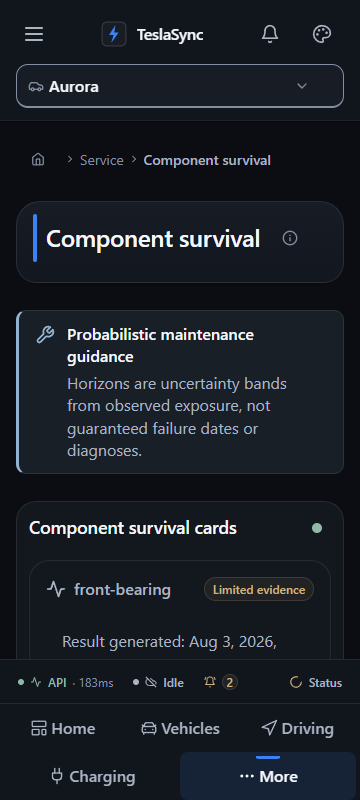 TeslaSync
Aurora
Service
Component survival
Component survival
Probabilistic maintenance
guidance
Horizons are uncertainty bands
from observed exposure, not
guaranteed failure dates or
diagnoses.
Component survival cards
front-bearing
Limited evidence
Result generated: Aug 3, 2026,
API · 183ms
Idle
2
Status
Home
Vehicles
Driving
Charging
More